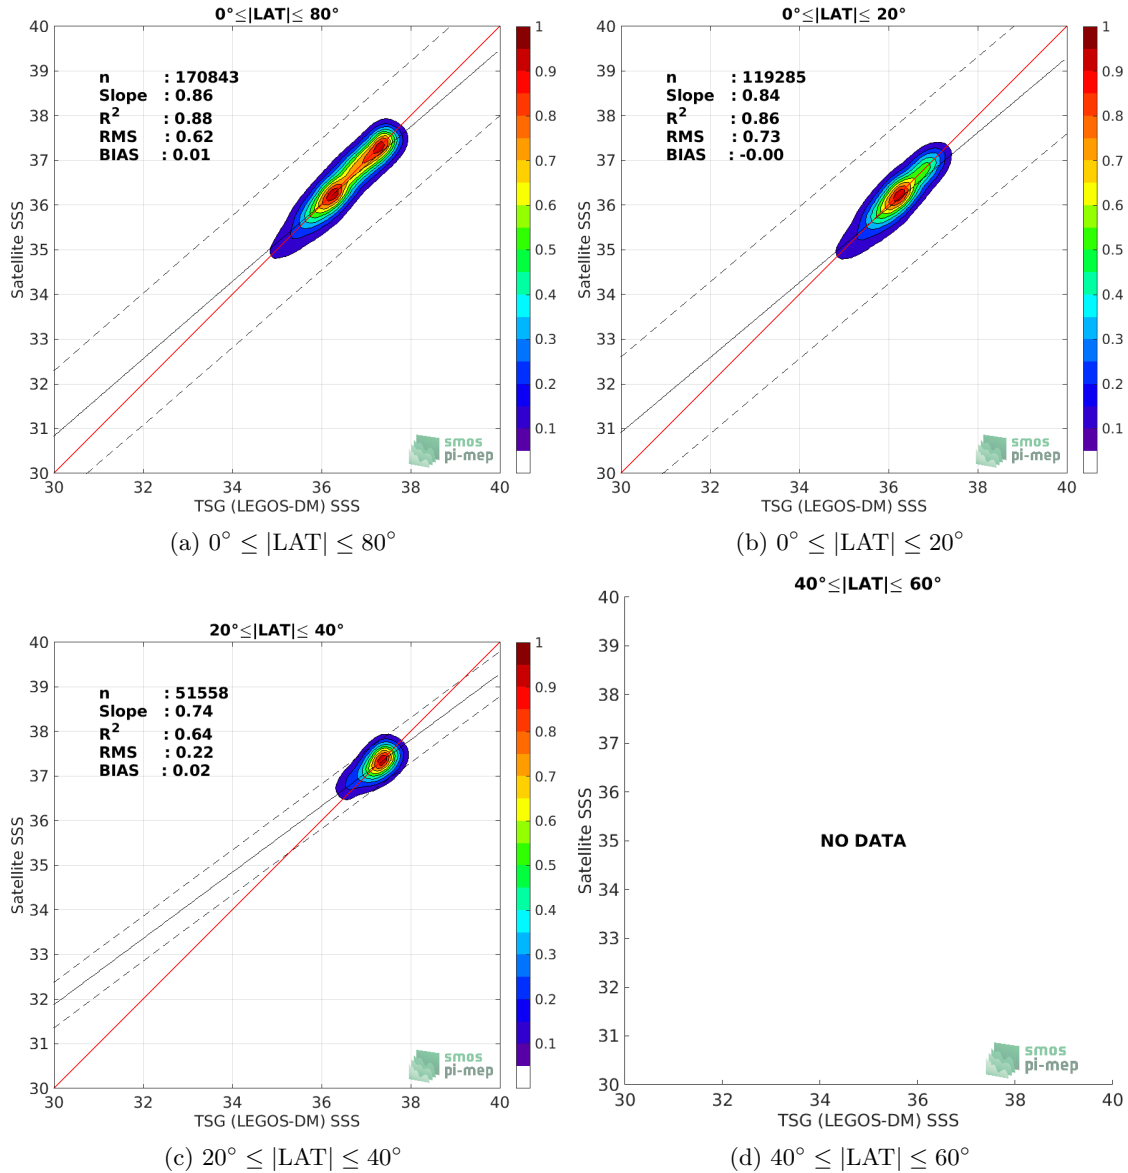 0°≤|LAT|≤ 80°
n : 170843
Slope : 0.86
R² : 0.88
RMS : 0.62
BIAS : 0.01
Satellite SSS
40
39
38
37
36
35
34
33
32
31
30
30 32 34 36 38 40
TSG (LEGOS-DM) SSS
1
0.9
0.8
0.7
0.6
0.5
0.4
0.3
0.2
0.1
smos
pi-mep
(a) 0° ≤ |LAT| ≤ 80°
0°≤|LAT|≤ 20°
n : 119285
Slope : 0.84
R² : 0.86
RMS : 0.73
BIAS : -0.00
Satellite SSS
40
39
38
37
36
35
34
33
32
31
30
30 32 34 36 38 40
TSG (LEGOS-DM) SSS
1
0.9
0.8
0.7
0.6
0.5
0.4
0.3
0.2
0.1
smos
pi-mep
(b) 0° ≤ |LAT| ≤ 20°
20°≤|LAT|≤ 40°
n : 51558
Slope : 0.74
R² : 0.64
RMS : 0.22
BIAS : 0.02
Satellite SSS
40
39
38
37
36
35
34
33
32
31
30
30 32 34 36 38 40
TSG (LEGOS-DM) SSS
1
0.9
0.8
0.7
0.6
0.5
0.4
0.3
0.2
0.1
smos
pi-mep
(c) 20° ≤ |LAT| ≤ 40°
40°≤|LAT|≤ 60°
Satellite SSS
40
39
38
37
36
35
34
33
32
31
30
NO DATA
30 32 34 36 38 40
TSG (LEGOS-DM) SSS
smos
pi-mep
(d) 40° ≤ |LAT| ≤ 60°